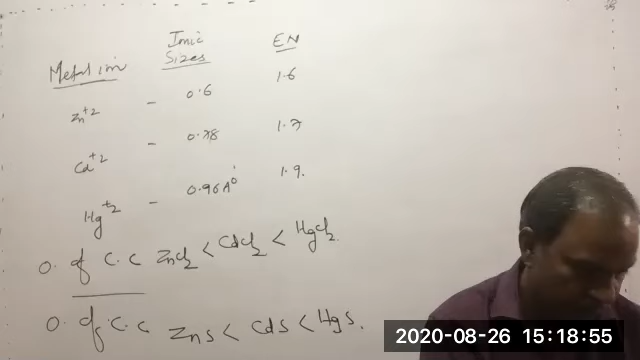 Metal ion Ionic Sizes EN
Zn+2 - 0.6 1.6
Cd+2 - 0.78 1.7
Hg+2 - 0.96A° 1.9.
O. of C.C ZnCl2 < CdCl2 < HgCl2.
O. of C.C ZnS < CdS < HgS.
2020-08-26 15:18:55